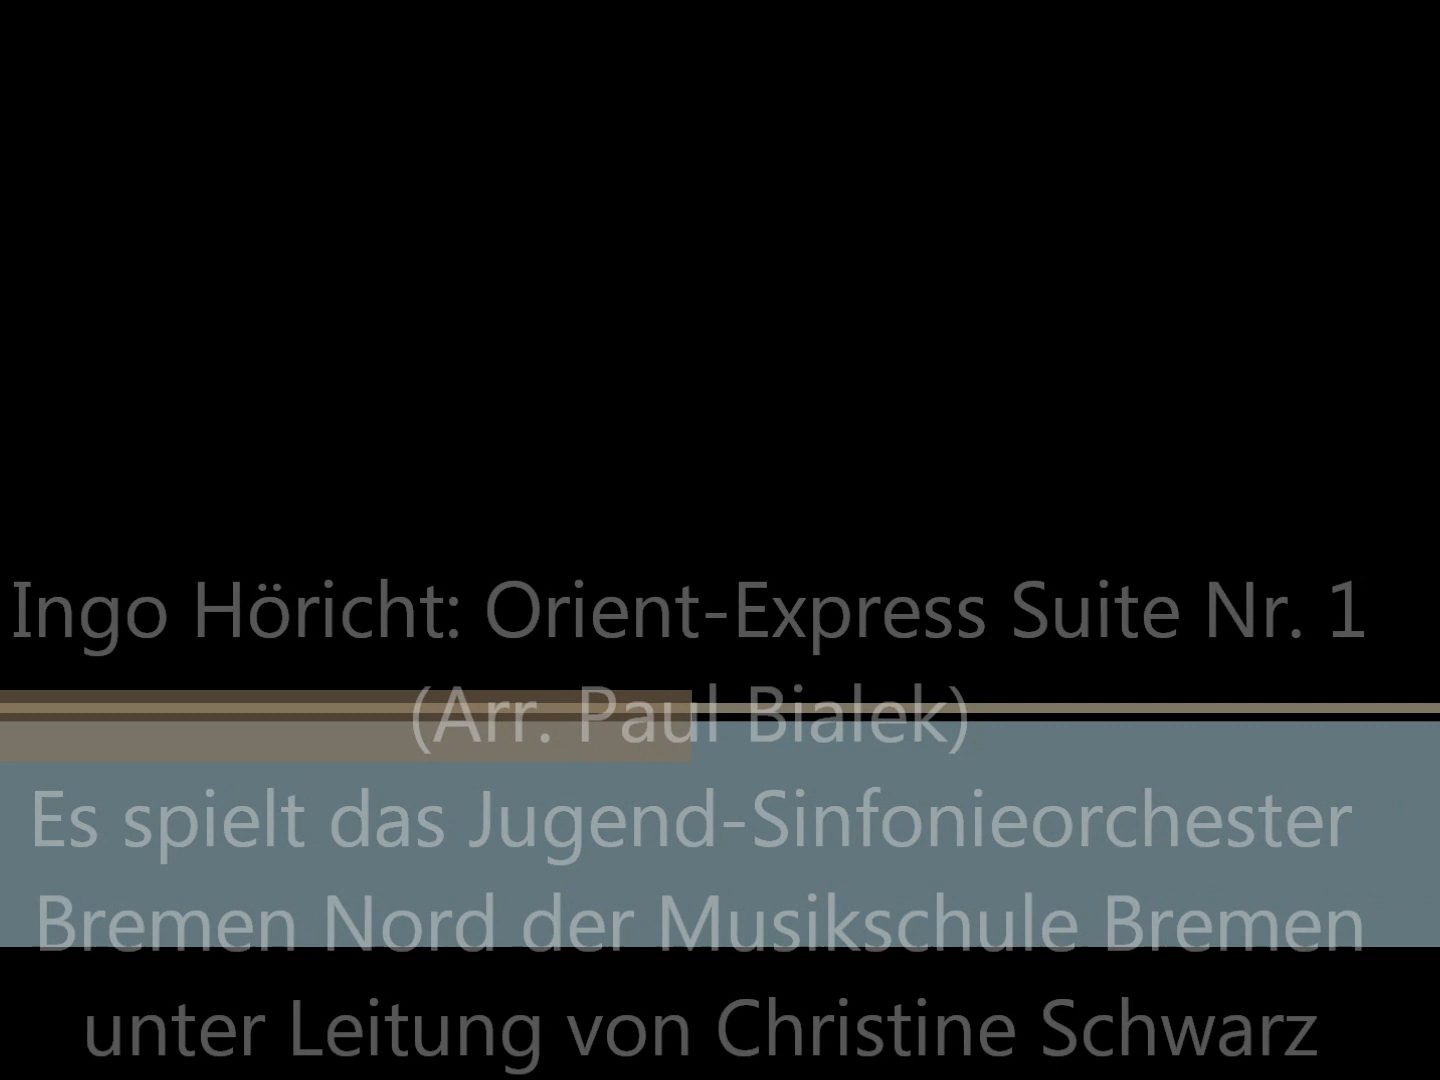 Ingo Höricht: Orient-Express Suite Nr. 1
(Arr. Paul Bialek)
Es spielt das Jugend-Sinfonieorchester
Bremen Nord der Musikschule Bremen
unter Leitung von Christine Schwarz